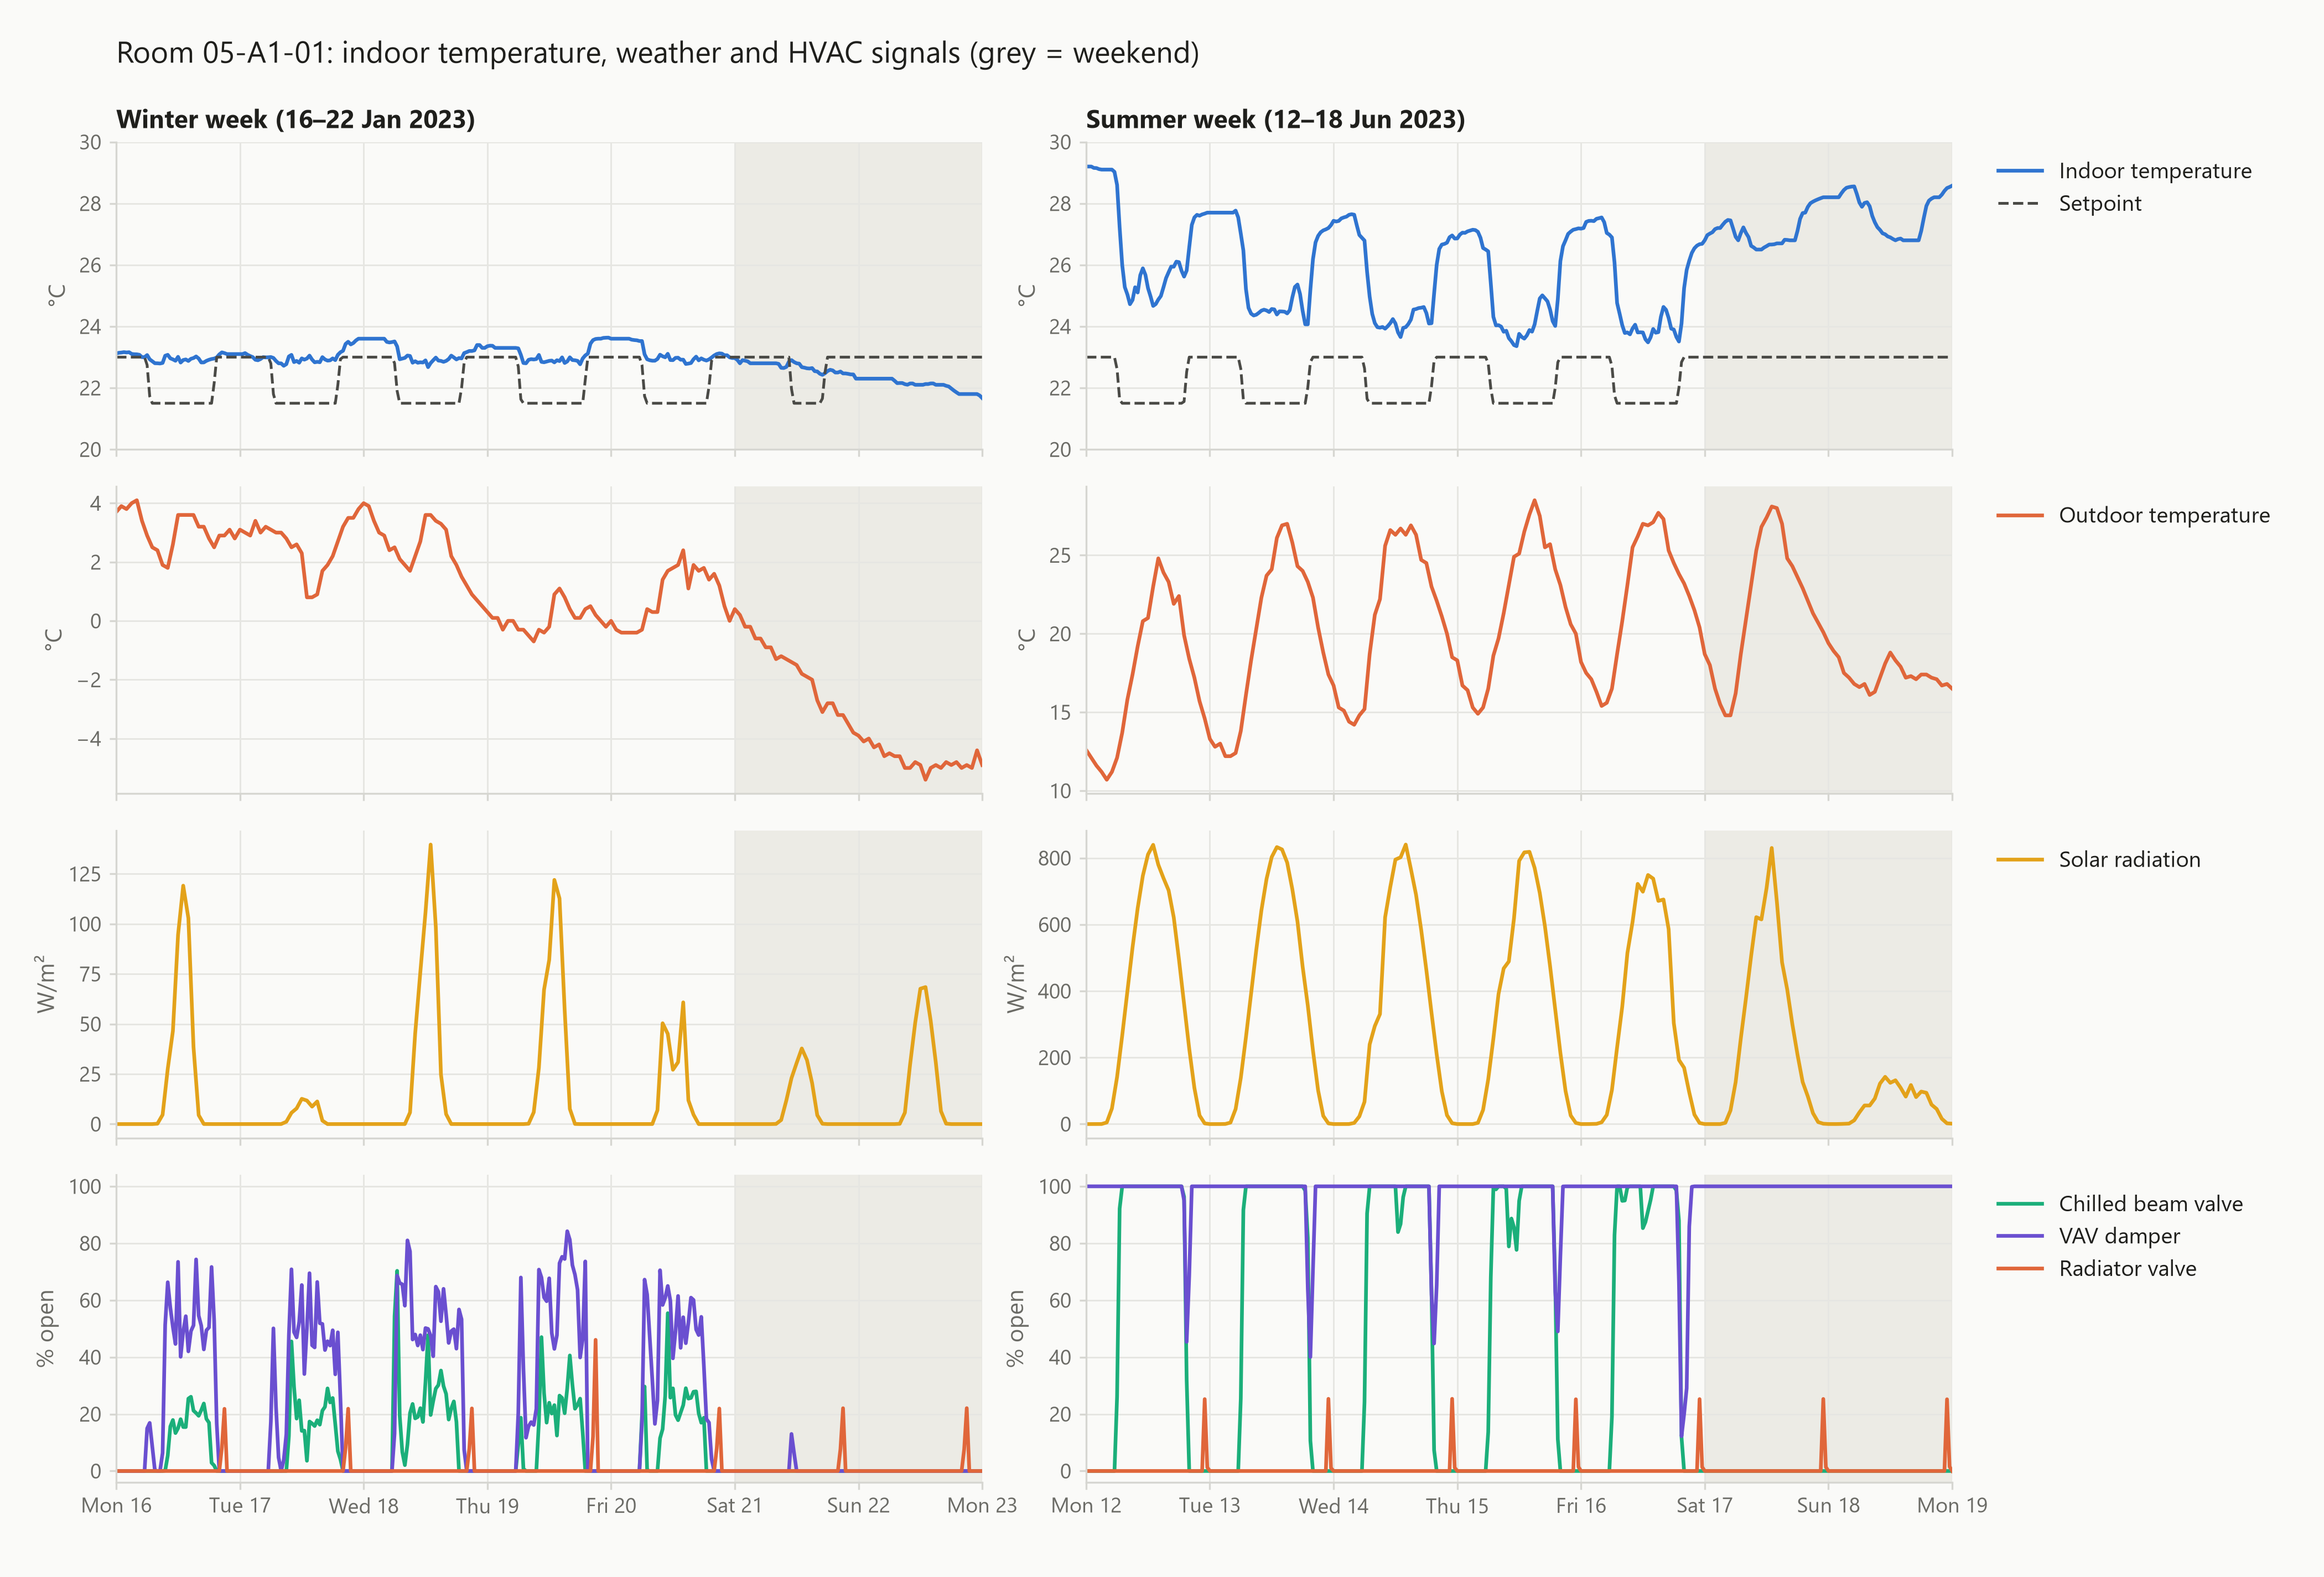 Room 05-A1-01: indoor temperature, weather and HVAC signals (grey = weekend)
Winter week (16–22 Jan 2023)
30
28
26
24
22
20
°C
Summer week (12–18 Jun 2023)
30
28
26
24
22
20
°C
Indoor temperature
Setpoint
4
2
0
−2
−4
°C
25
20
15
10
°C
Outdoor temperature
125
100
75
50
25
0
W/m²
800
600
400
200
0
W/m²
Solar radiation
100
80
60
40
20
0
% open
Mon 16 Tue 17 Wed 18 Thu 19 Fri 20 Sat 21 Sun 22 Mon 23
100
80
60
40
20
0
% open
Mon 12 Tue 13 Wed 14 Thu 15 Fri 16 Sat 17 Sun 18 Mon 19
Chilled beam valve
VAV damper
Radiator valve